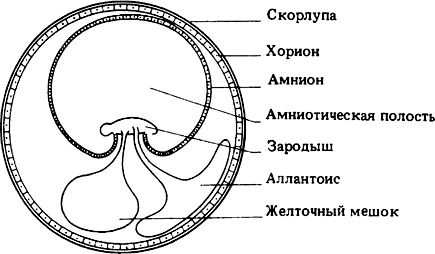 Скорлупа
Хорион
Амнион
Амниотическая полость
Зародыш
Аллантоис
Желточный мешок